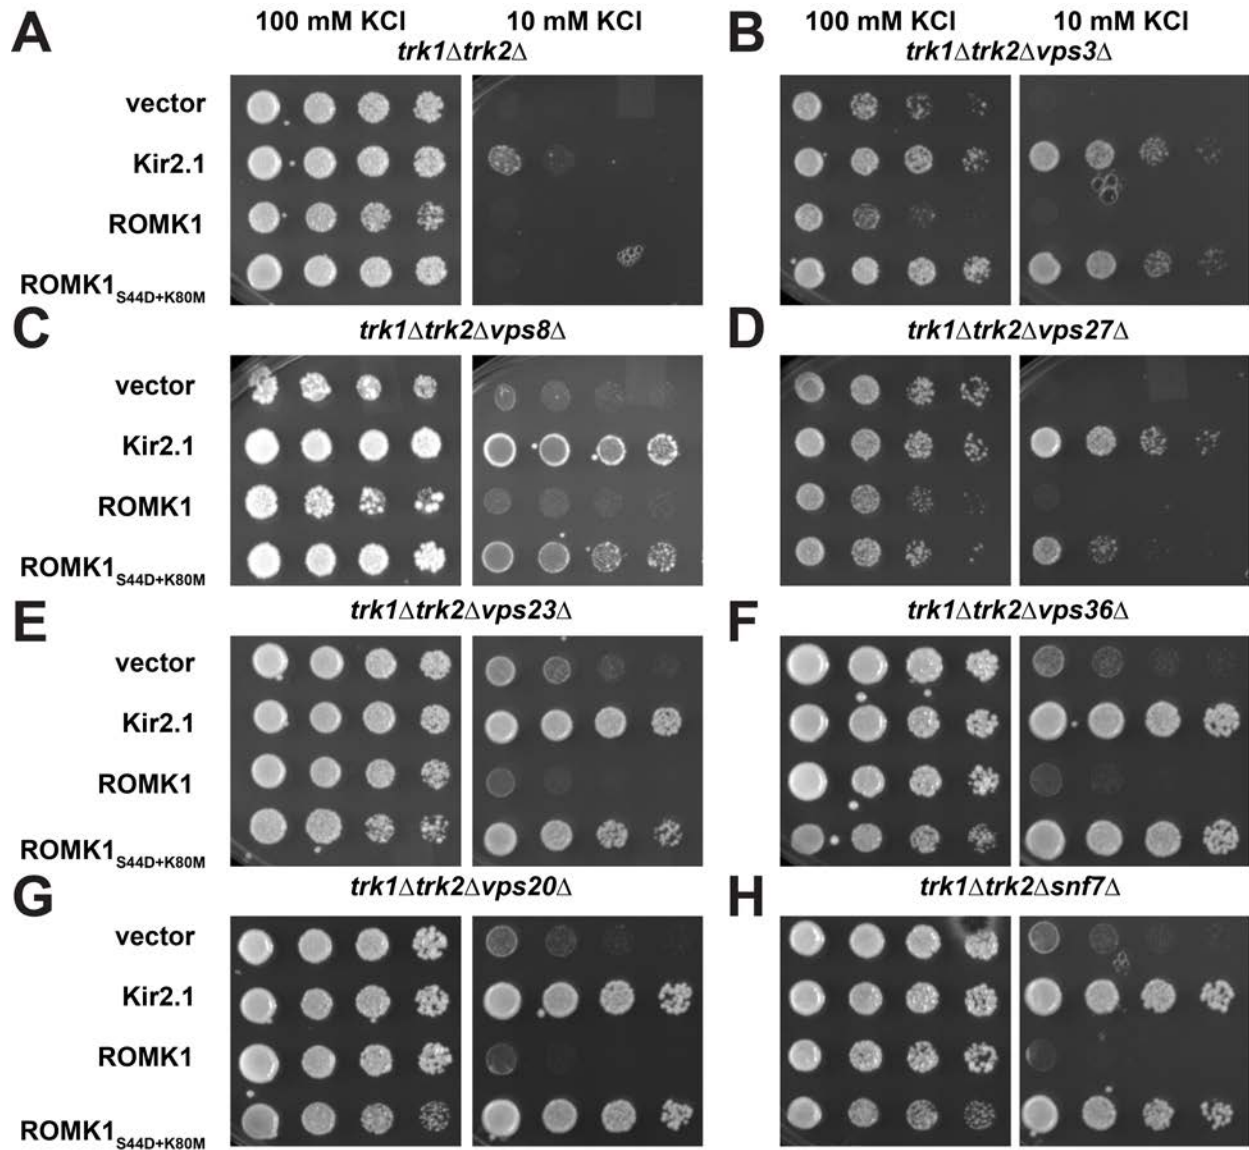 A 100 mM KCl 10 mM KCl B 100 mM KCl 10 mM KCl
trk1Δtrk2Δ trk1Δtrk2Δvps3Δ
vector
Kir2.1
ROMK1
ROMK1S44D+K80M
C trk1Δtrk2Δvps8Δ D trk1Δtrk2Δvps27Δ
vector
Kir2.1
ROMK1
ROMK1S44D+K80M
E trk1Δtrk2Δvps23Δ F trk1Δtrk2Δvps36Δ
vector
Kir2.1
ROMK1
ROMK1S44D+K80M
G trk1Δtrk2Δvps20Δ H trk1Δtrk2Δsnf7Δ
vector
Kir2.1
ROMK1
ROMK1S44D+K80M